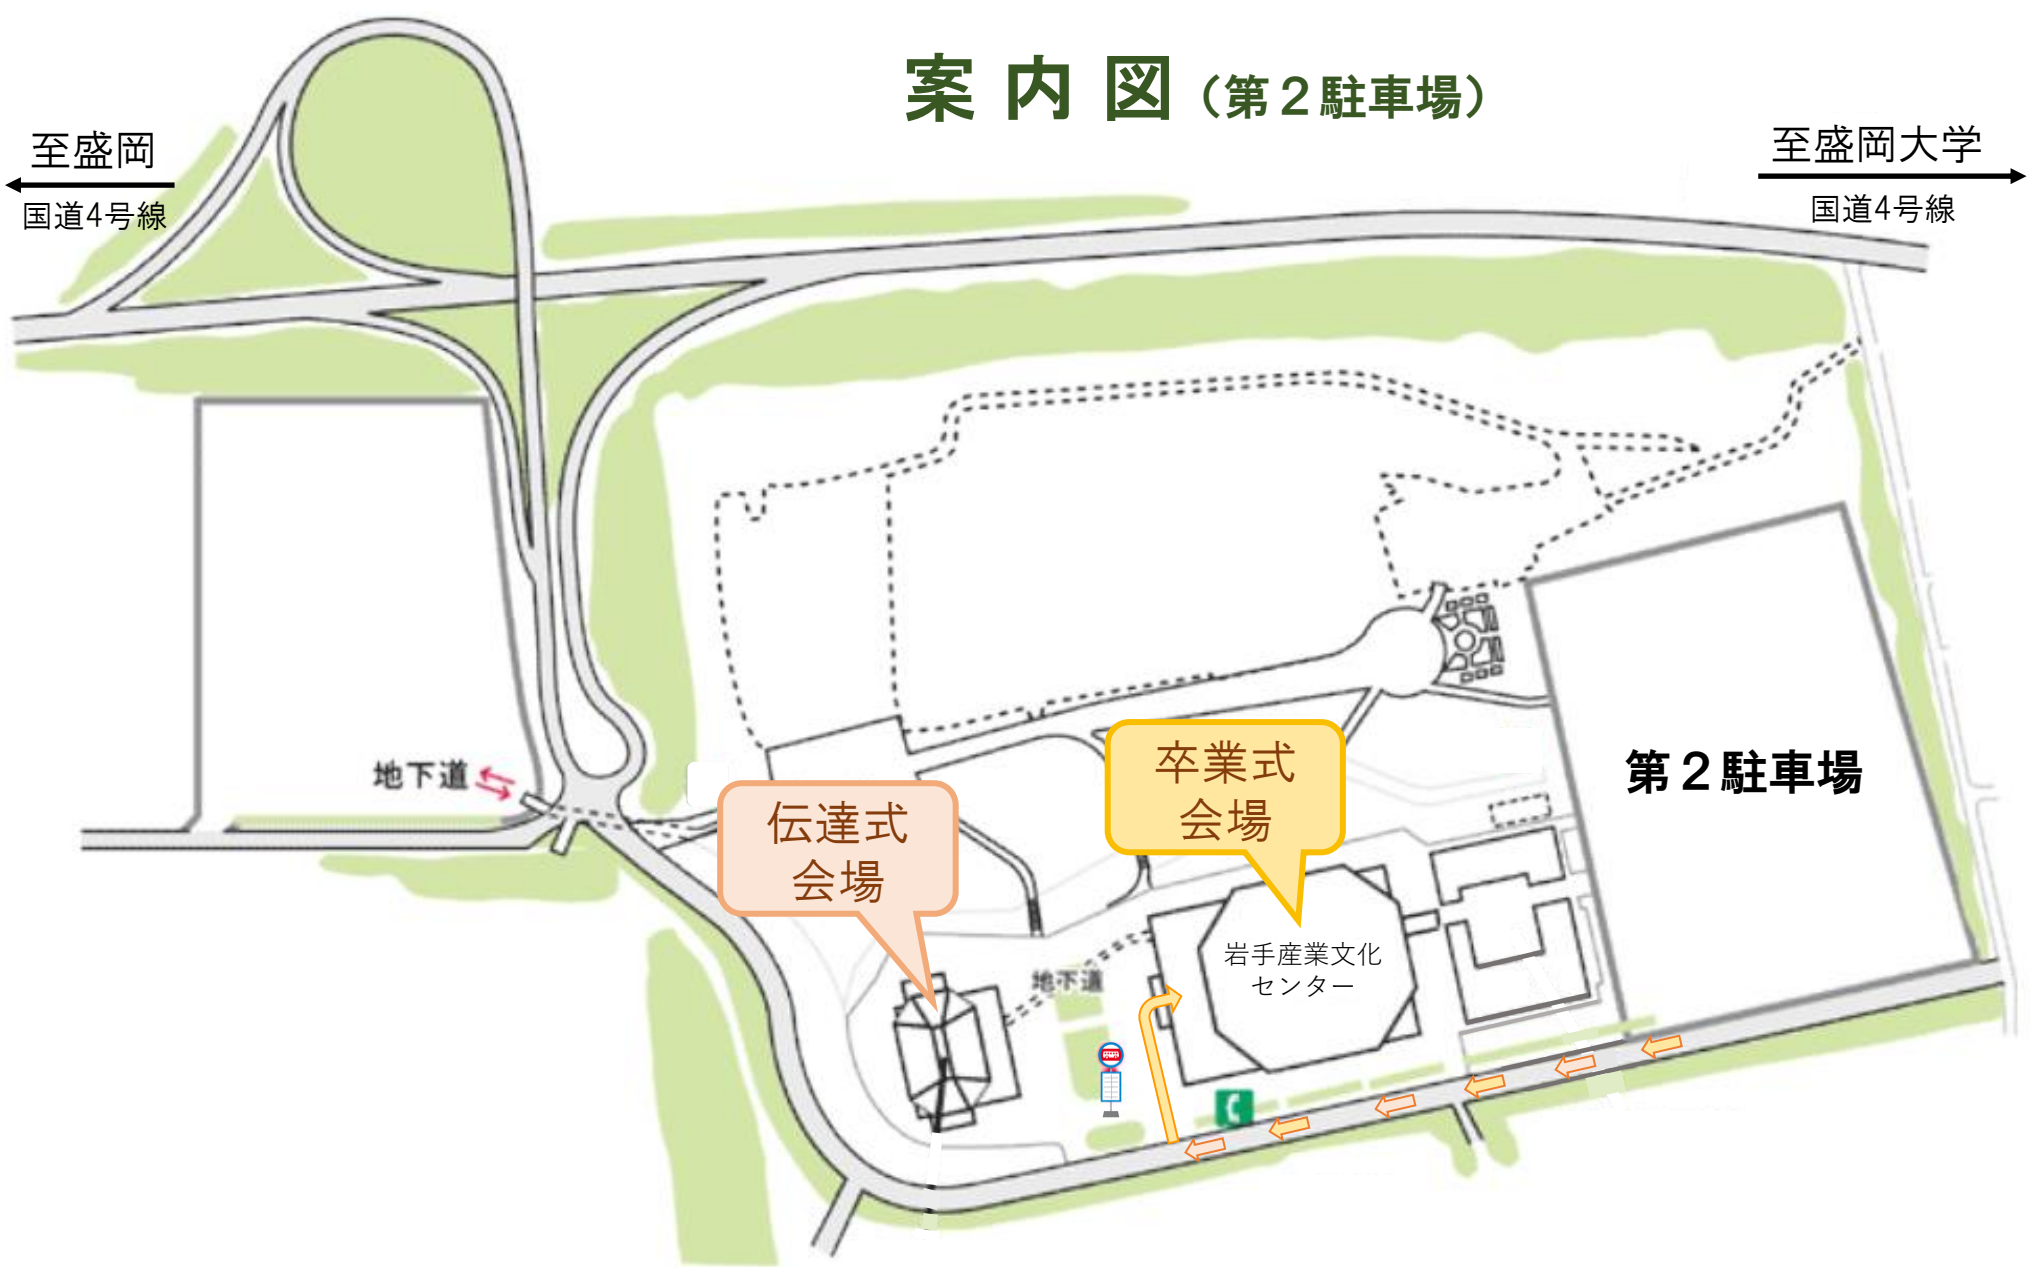 案内図（第２駐車場）
至盛岡
国道4号線
至盛岡大学
国道4号線
地下道
伝達式
会場
卒業式
会場
第２駐車場
岩手産業文化
センター
地下道